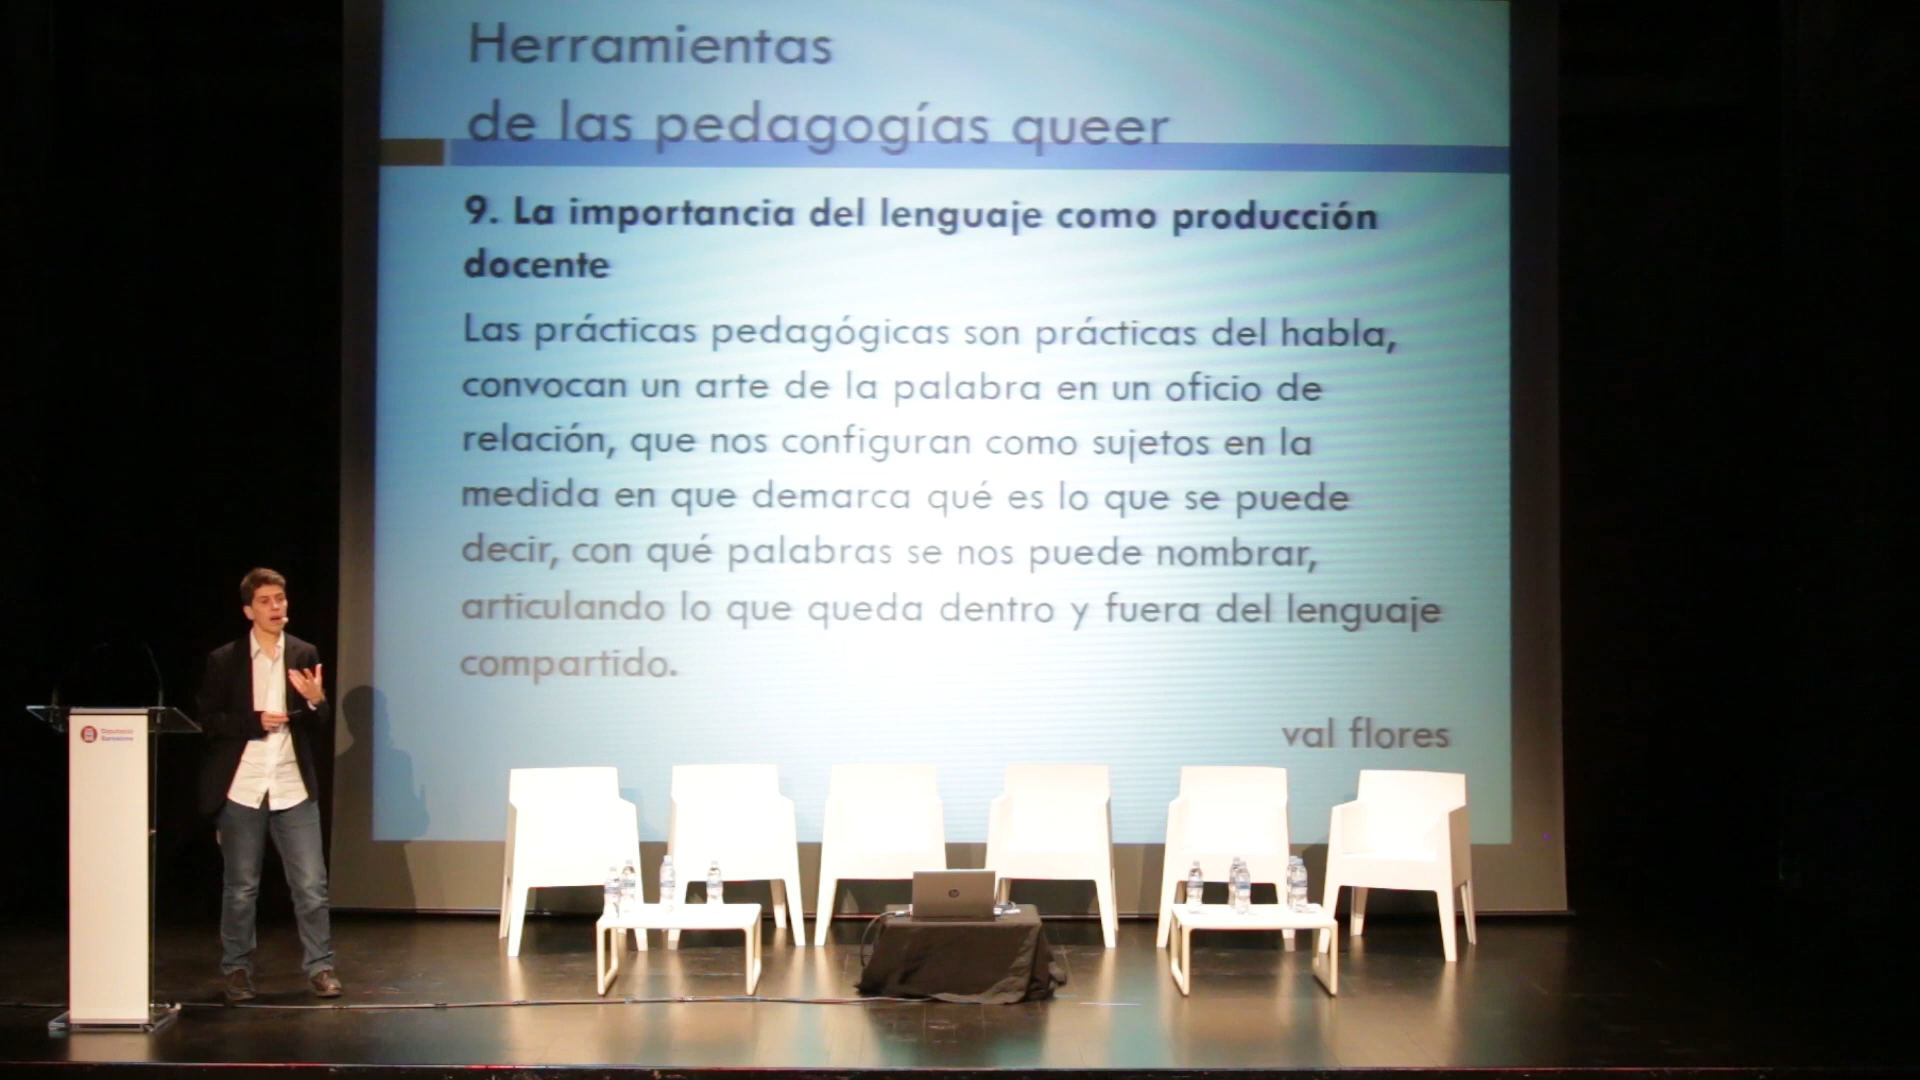 Herramientas
de las pedagogías queer
9. La importancia del lenguaje como producción
docente
Las prácticas pedagógicas son prácticas del habla,
convocan un arte de la palabra en un oficio de
relación, que nos configuran como sujetos en la
medida en que demarca qué es lo que se puede
decir, con qué palabras se nos puede nombrar,
articulando lo que queda dentro y fuera del lenguaje
compartido.
val flores
Diputació
Barcelona
hp